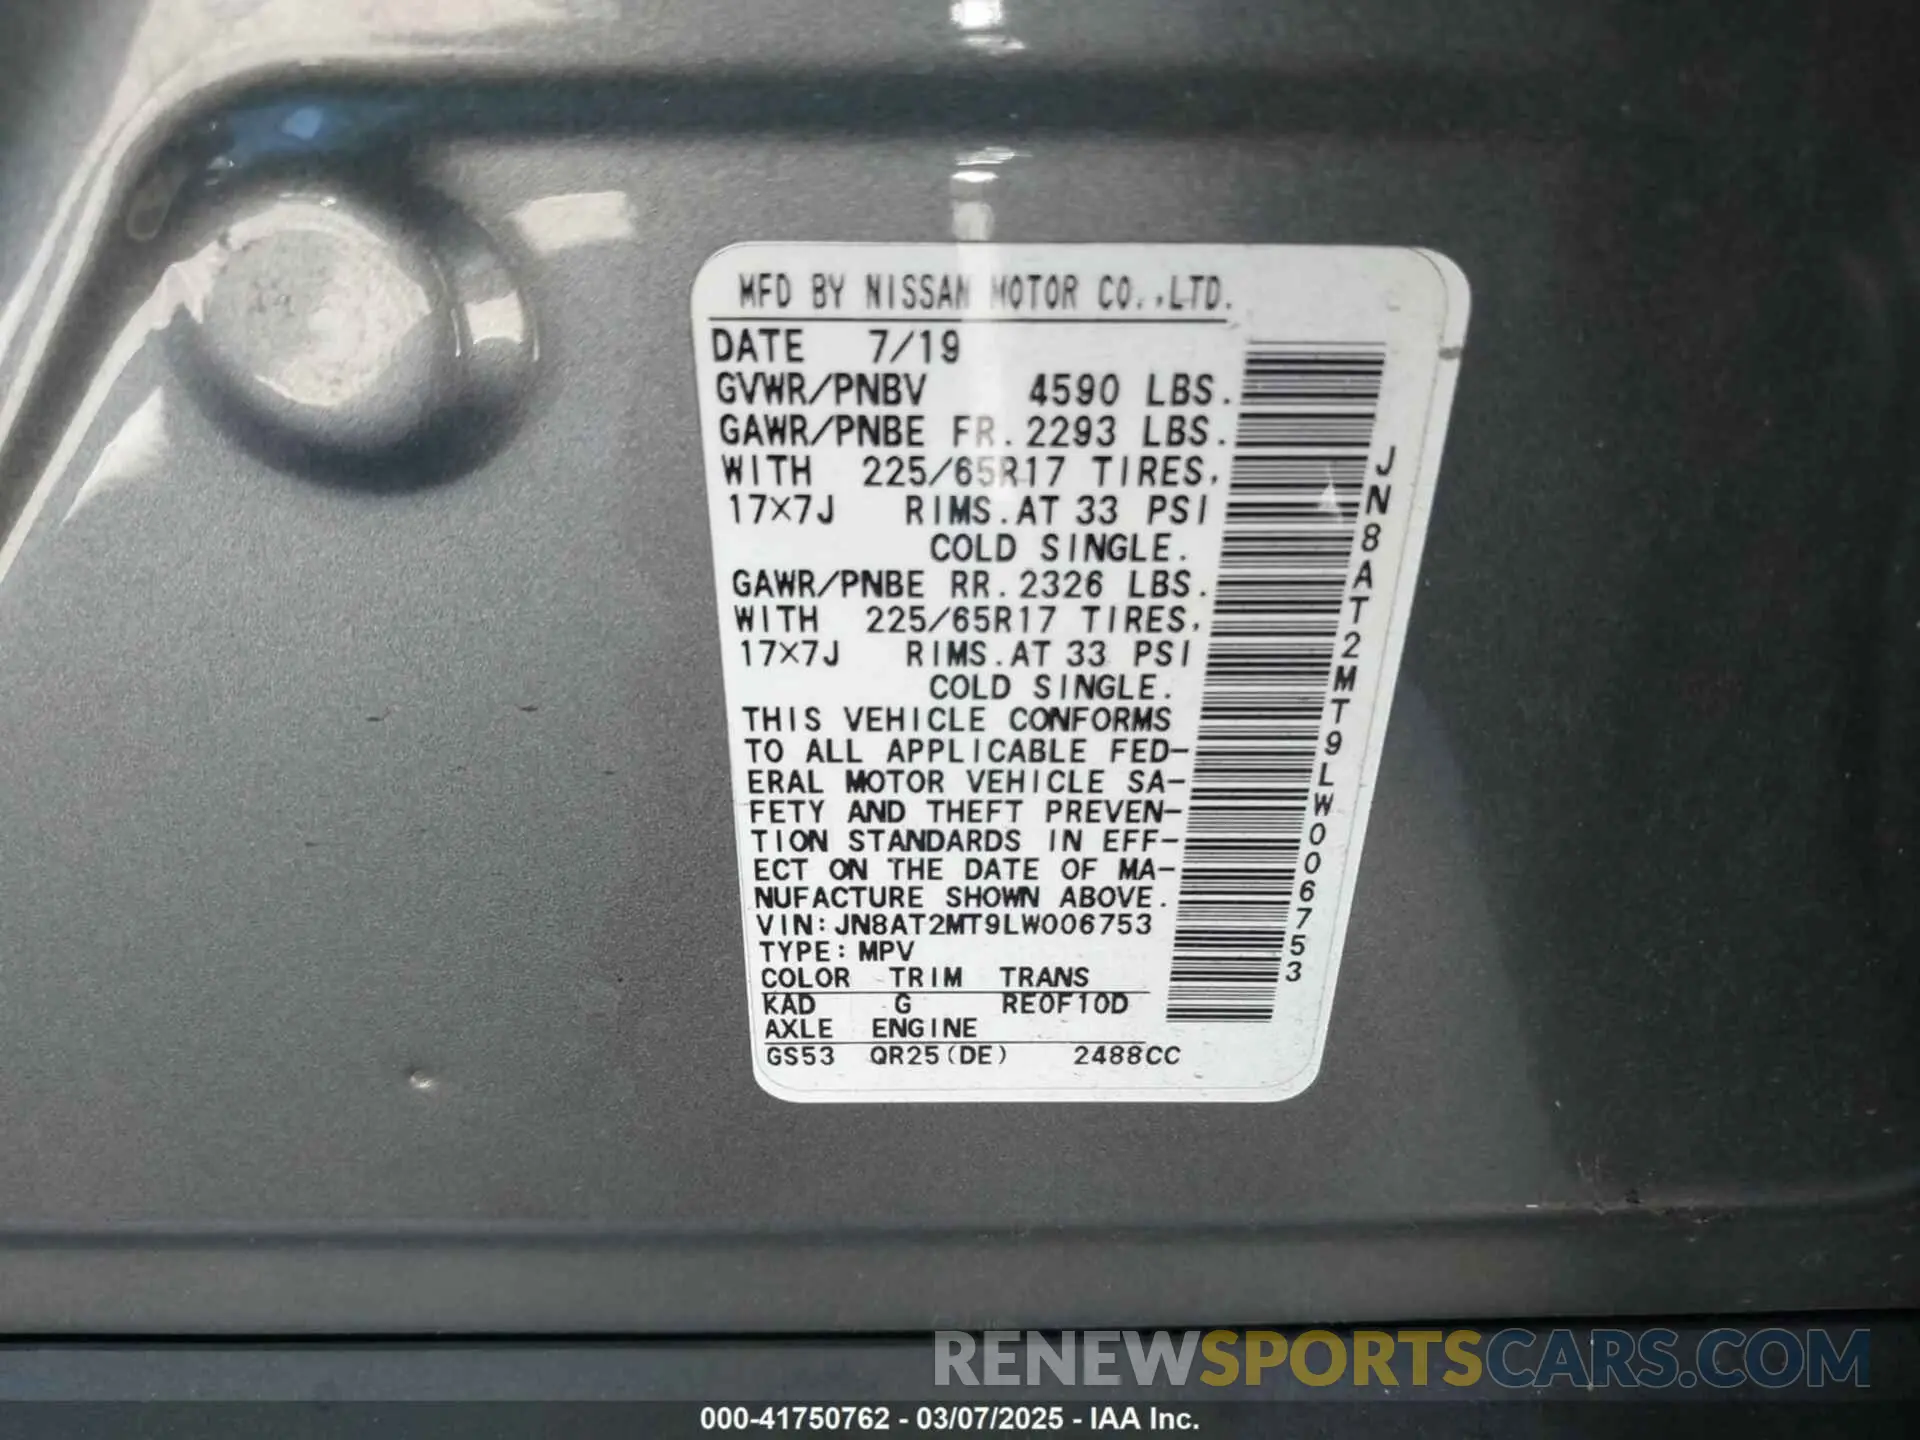 MFD BY NISSAN MOTOR CO.,LTD.
DATE 7/19
GVWR/PNBV 4590 LBS.
GAWR/PNBE FR. 2293 LBS.
WITH 225/65R17 TIRES,
17×7J RIMS.AT 33 PSI
COLD SINGLE.
GAWR/PNBE RR. 2326 LBS.
WITH 225/65R17 TIRES,
17×7J RIMS.AT 33 PSI
COLD SINGLE.
THIS VEHICLE CONFORMS
TO ALL APPLICABLE FED-
ERAL MOTOR VEHICLE SA-
FETY AND THEFT PREVEN-
TION STANDARDS IN EFF-
ECT ON THE DATE OF MA-
NUFACTURE SHOWN ABOVE.
VIN:JN8AT2MT9LW006753
TYPE:MPV
COLOR TRIM TRANS
KAD G RE0F10D
AXLE ENGINE
GS53 QR25(DE) 2488CC
JN8AT2MT9LW006753
RENEWSPORTSCARS.COM
000-41750762 - 03/07/2025 - IAA Inc.